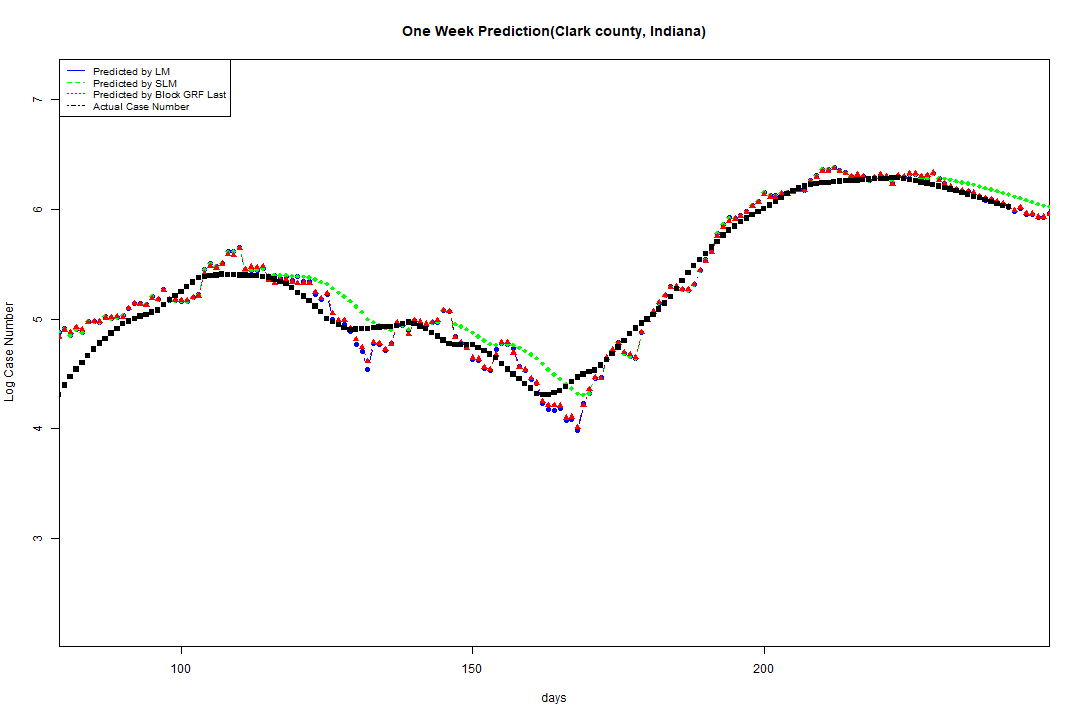 One Week Prediction(Clark county, Indiana)
Predicted by LM
Predicted by SLM
Predicted by Block GRF Last
Actual Case Number
7
6
5
4
3
Log Case Number
100 150 200
days